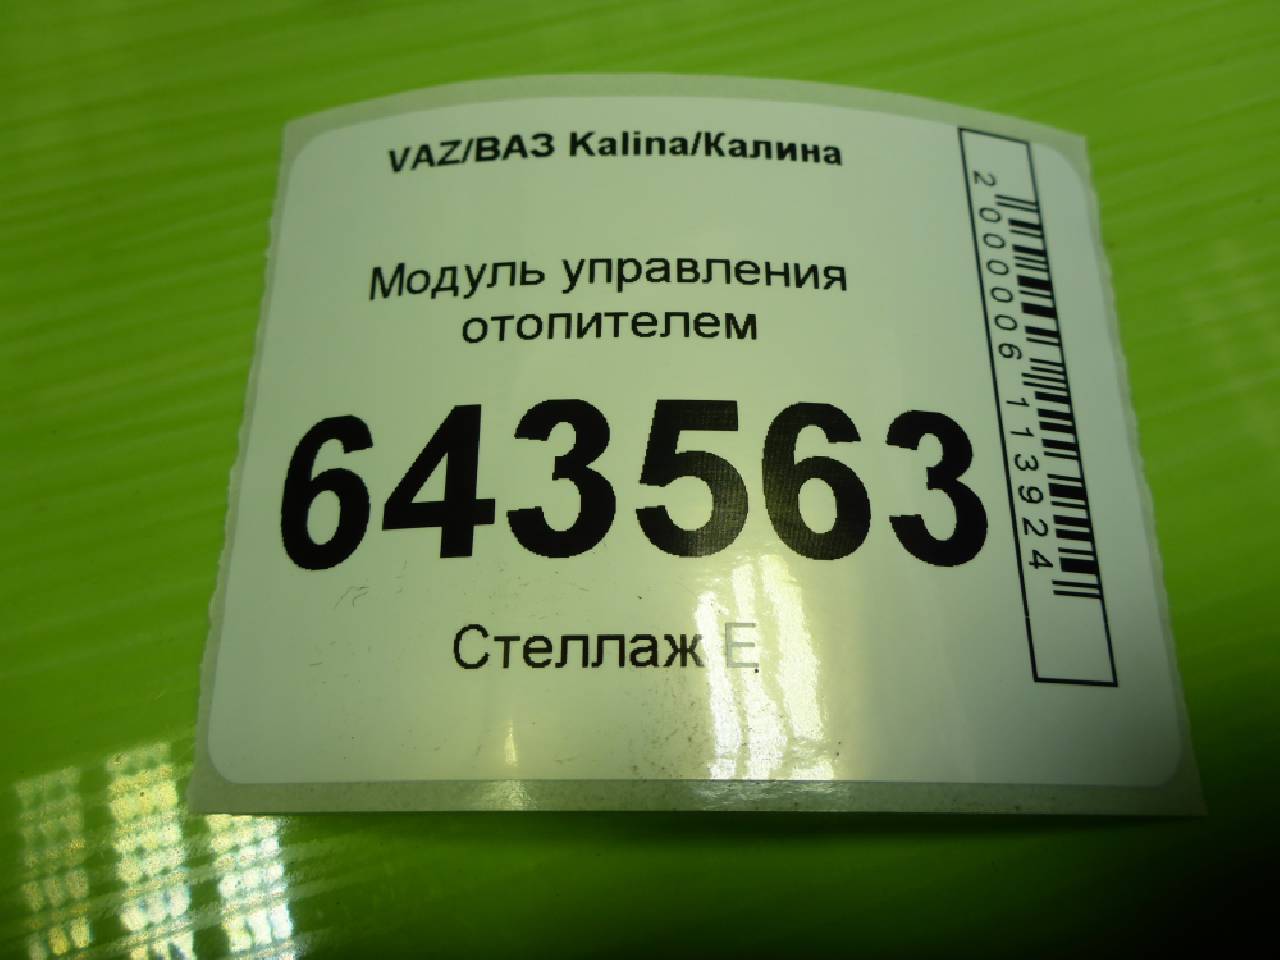 VAZ/ВАЗ Kalina/Калина
Модуль управления
отопителем
643563
Стеллаж Е
2000006113924